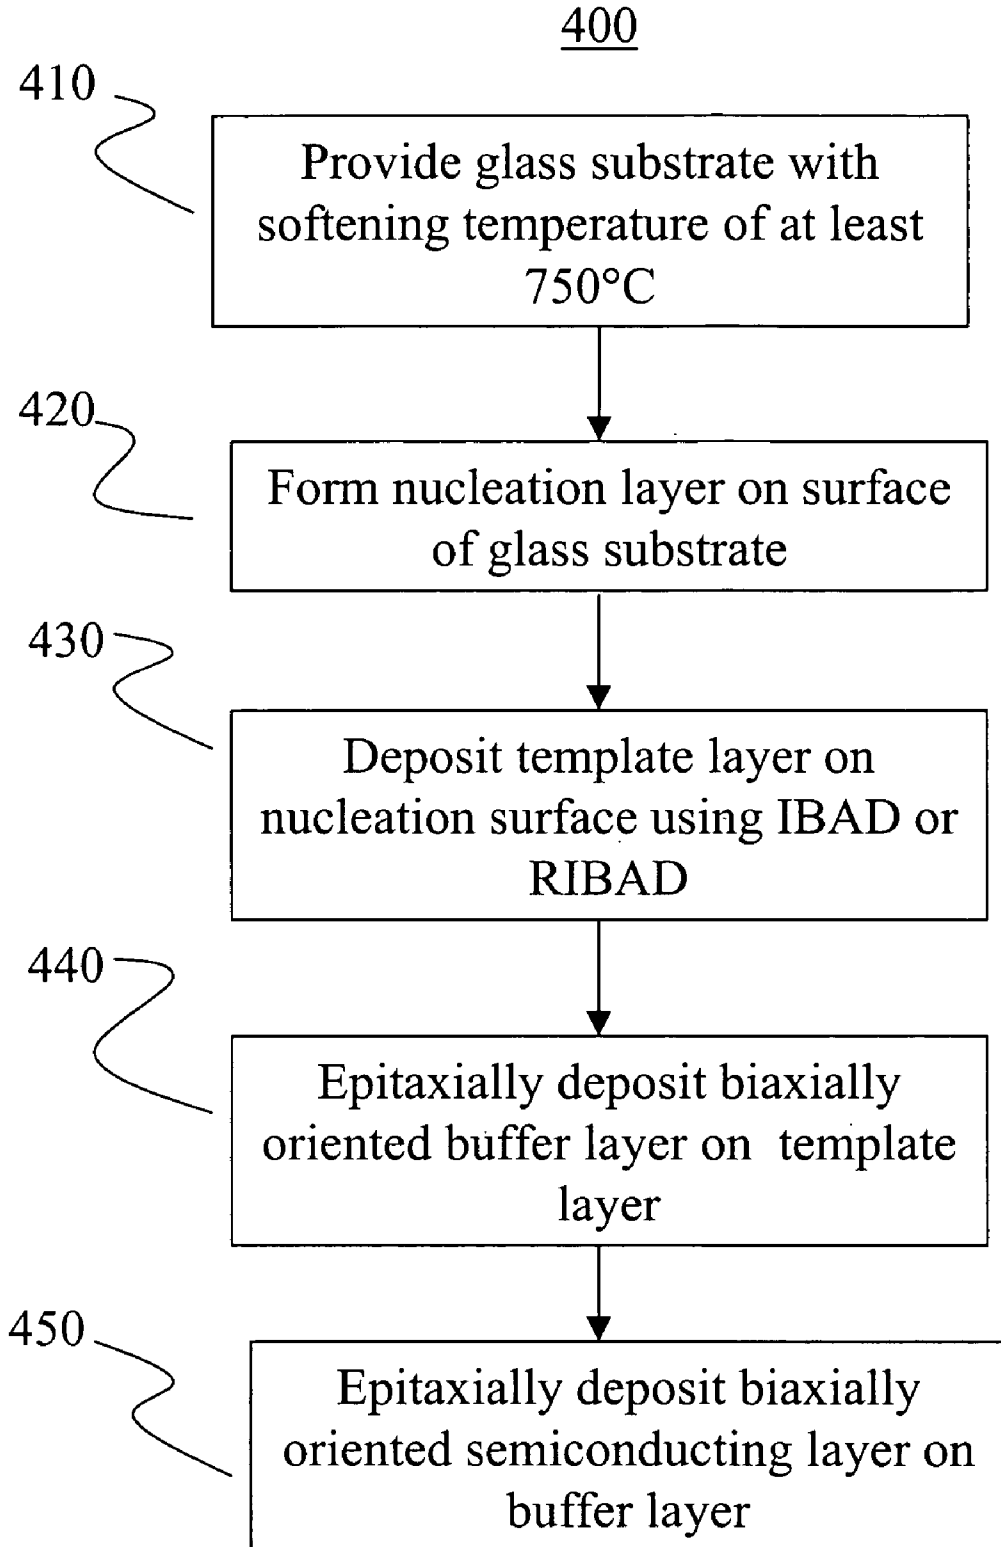 400
410
Provide glass substrate with
softening temperature of at least
750°C
420
Form nucleation layer on surface
of glass substrate
430
Deposit template layer on
nucleation surface using IBAD or
RIBAD
440
Epitaxially deposit biaxially
oriented buffer layer on template
layer
450
Epitaxially deposit biaxially
oriented semiconducting layer on
buffer layer